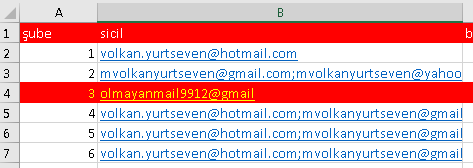 A B
1 şube sicil b
2 1 volkan.yurtseven@hotmail.com
3 2 mvolkanyurtseven@gmail.com;mvolkanyurtseven@yahoo
4 3 olmayanmail9912@gmail
5 4 volkan.yurtseven@hotmail.com;mvolkanyurtseven@gmail
6 5 volkan.yurtseven@hotmail.com;mvolkanyurtseven@gmail
7 6 volkan.yurtseven@hotmail.com;mvolkanyurtseven@gmail